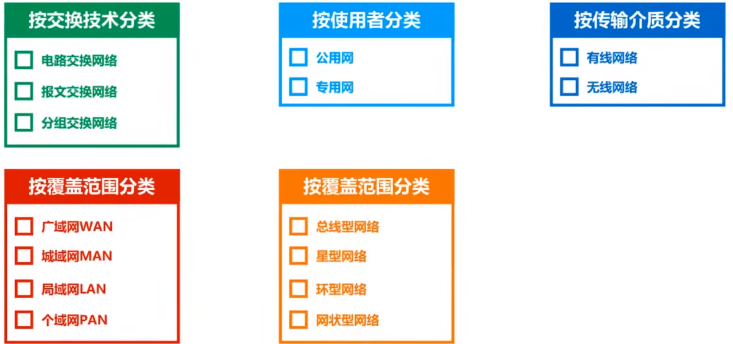 按交换技术分类
电路交换网络
报文交换网络
分组交换网络
按使用者分类
公用网
专用网
按传输介质分类
有线网络
无线网络
按覆盖范围分类
广域网WAN
城域网MAN
局域网LAN
个域网PAN
按覆盖范围分类
总线型网络
星型网络
环型网络
网状型网络